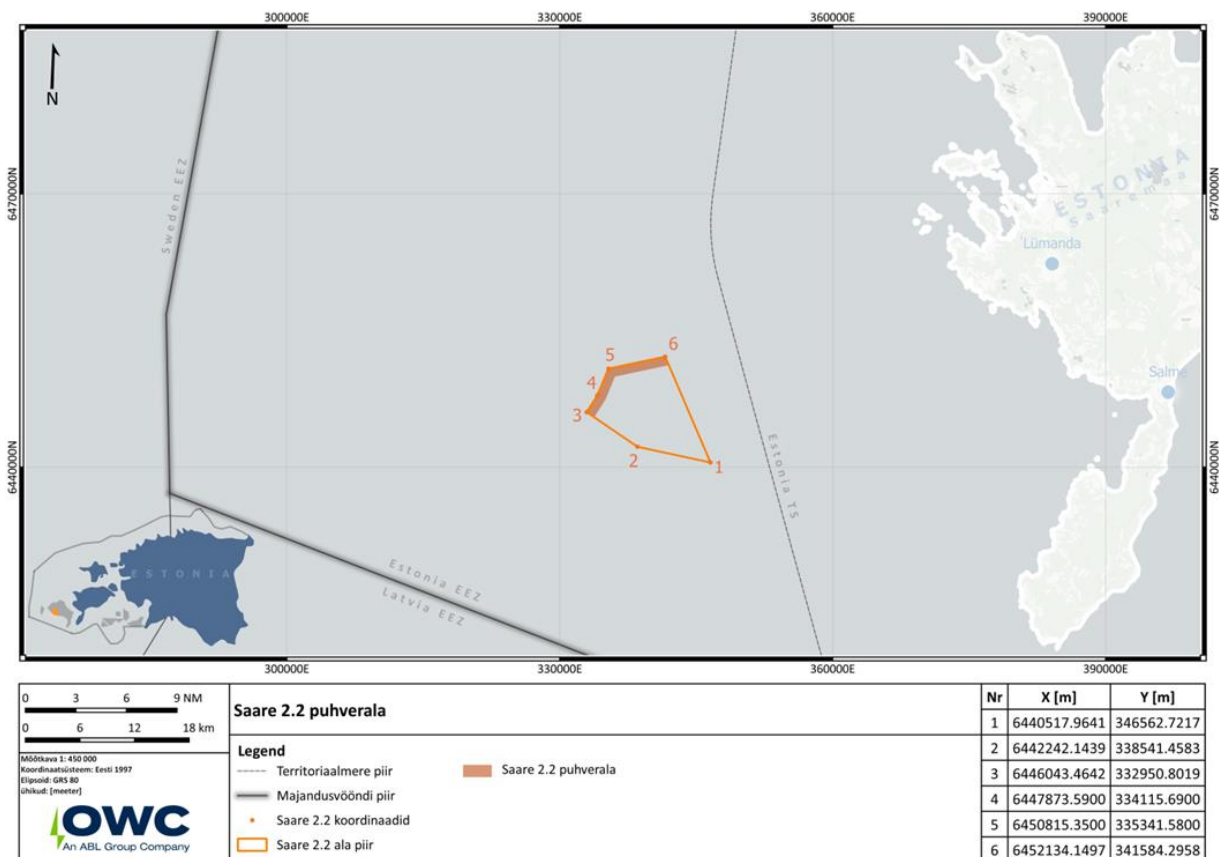 300000E 330000E 360000E 390000E
N
6470000N
6440000N
6470000N
6440000N
Sweden EEZ
Estonia EEZ
Latvia EEZ
Estonia TS
ESTONIA
Saaremaa
Lümanda
Salme
5
6
4
3
2
1
ESTONIA
300000E 330000E 360000E 390000E
0 3 6 9 NM
0 6 12 18 km
Mõõtkava 1: 450 000
Koordinaatsüsteem: Eesti 1997
Elipsoid: GRS 80
ühikud: [meeter]
OWC
An ABL Group Company
Saare 2.2 puhverala
Legend
Territoriaalmere piir
Majandusvööndi piir
Saare 2.2 koordinaadid
Saare 2.2 ala piir
Saare 2.2 puhverala
Nr X [m] Y [m]
1 6440517.9641 346562.7217
2 6442242.1439 338541.4583
3 6446043.4642 332950.8019
4 6447873.5900 334115.6900
5 6450815.3500 335341.5800
6 6452134.1497 341584.2958